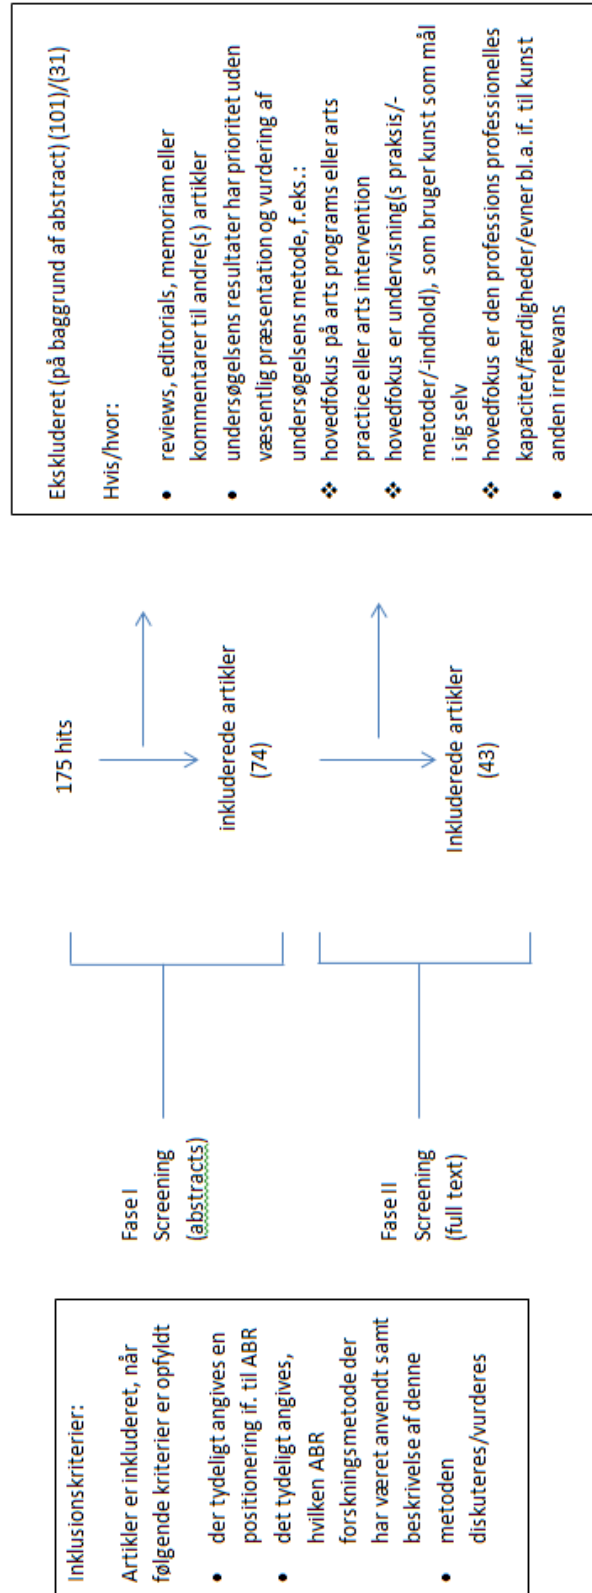 Inklusionskriterier:
Artikler er inkluderet, når
følgende kriterier er opfyldt
• der tydeligt angives en
positionering if. til ABR
• det tydeligt angives,
hvilken ABR
forskningsmetode der
har været anvendt samt
beskrivelse af denne
• metoden
diskuteres/vurderes
Fase I
Screening
(abstracts)
Fase II
Screening
(full text)
175 hits
inkluderede artikler
(74)
Inkluderede artikler
(43)
Ekskluderet (på baggrund af abstract) (101)/(31)
Hvis/hvor:
• reviews, editorials, memoriam eller
kommentarer til andre(s) artikler
• undersøgelsens resultater har prioritet uden
væsentlig præsentation og vurdering af
undersøgelsens metode, f.eks.:
❖ hovedfokus på arts programs eller arts
practice eller arts intervention
❖ hovedfokus er undervisning(s praksis/-
metoder/-indhold), som bruger kunst som mål
i sig selv
❖ hovedfokus er den professions professionelles
kapacitet/færdigheder/evner bl.a. if. til kunst
• anden irrelevans